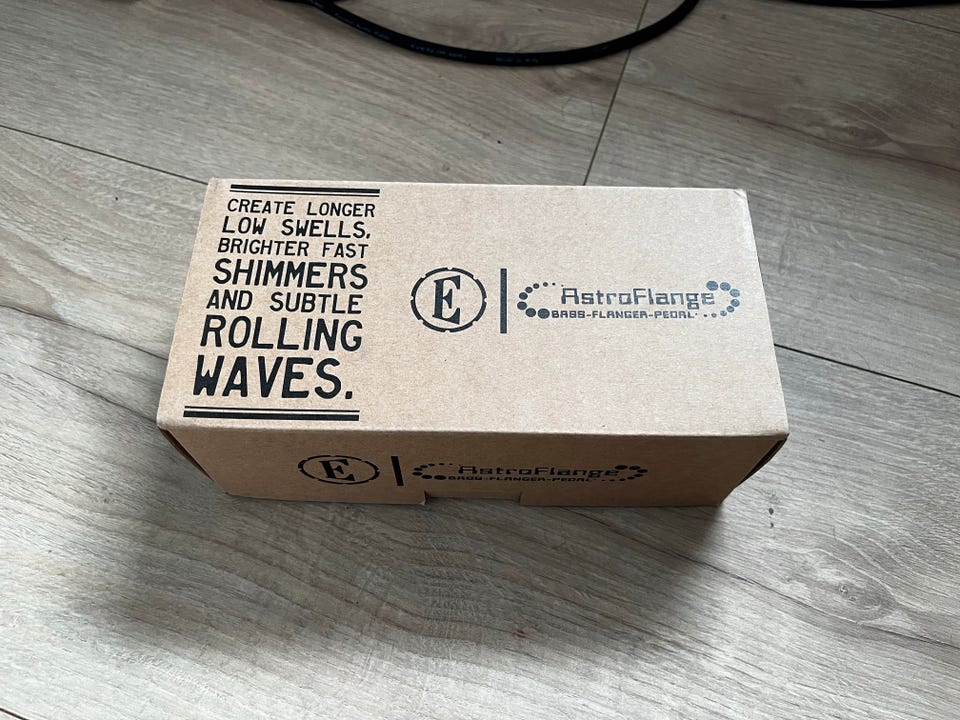 CREATE LONGER
LOW SWELLS,
BRIGHTER FAST
SHIMMERS
AND SUBTLE
ROLLING
WAVES.
E
AstroFlange
BASS-FLANGER-PEDAL
E
AstroFlange
BASS-FLANGER-PEDAL